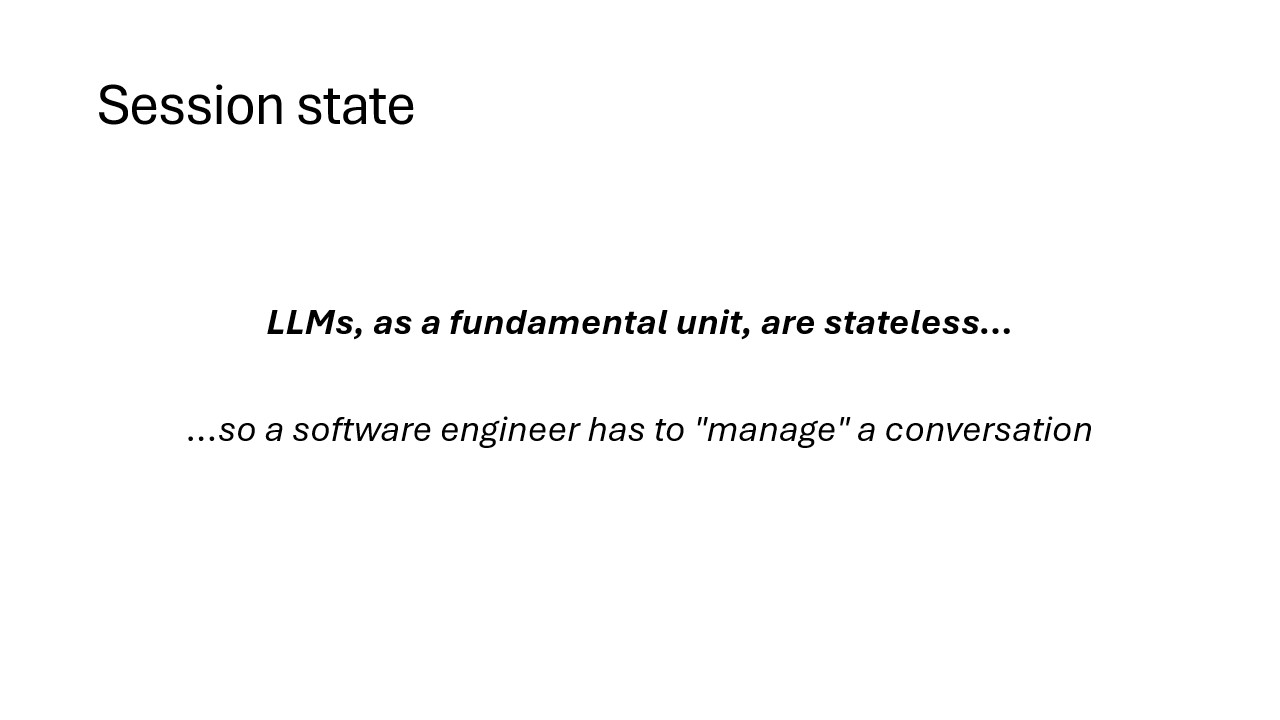 Session state
LLMs, as a fundamental unit, are stateless...
...so a software engineer has to "manage" a conversation